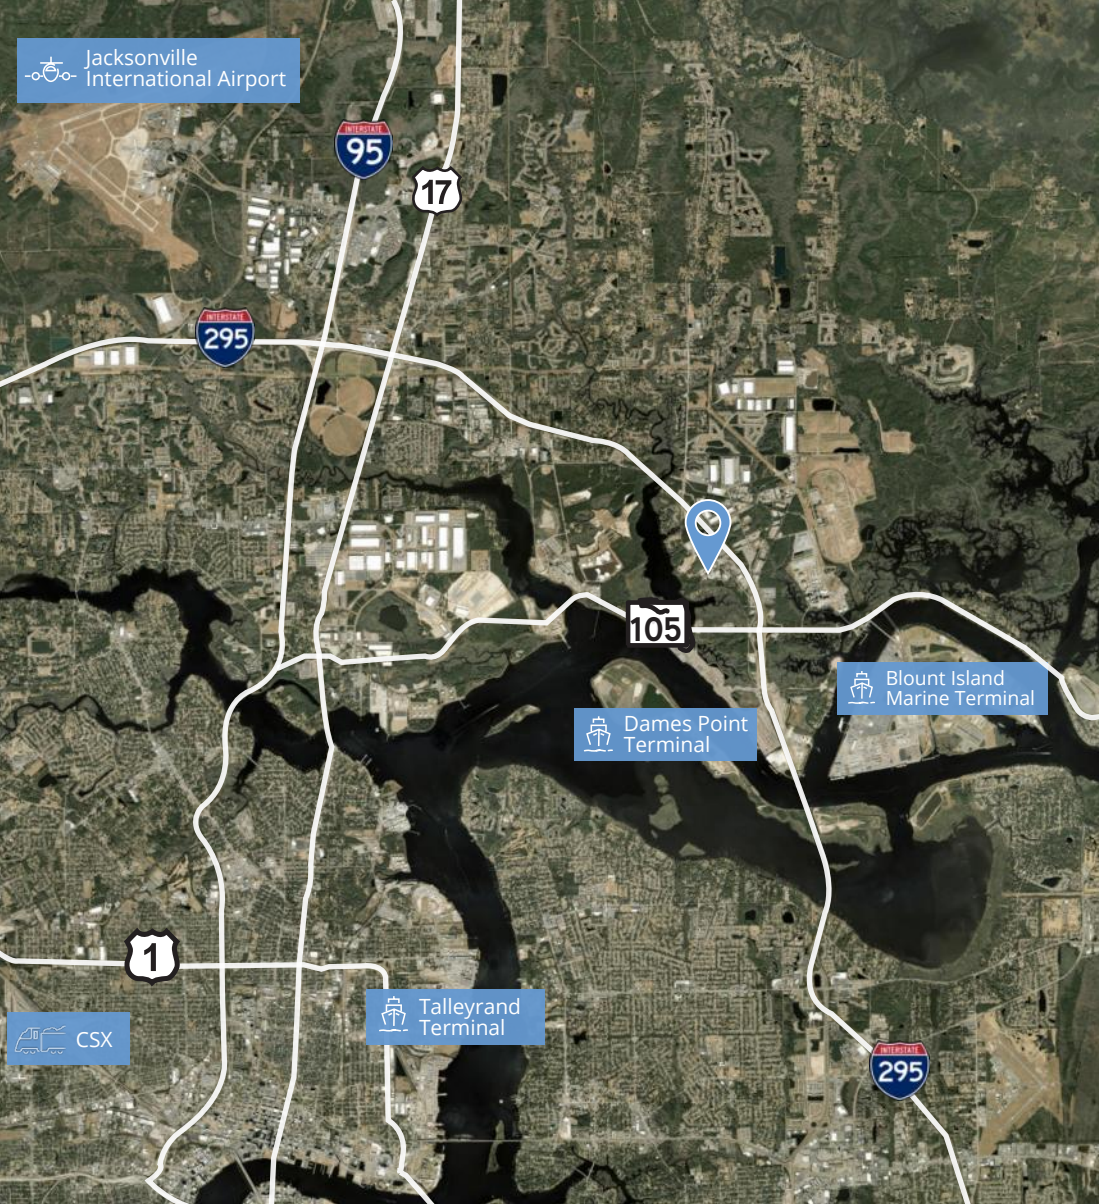 Jacksonville
International Airport
INTERSTATE
95
17
INTERSTATE
295
105
Blount Island
Marine Terminal
Dames Point
Terminal
1
Talleyrand
Terminal
CSX
INTERSTATE
295